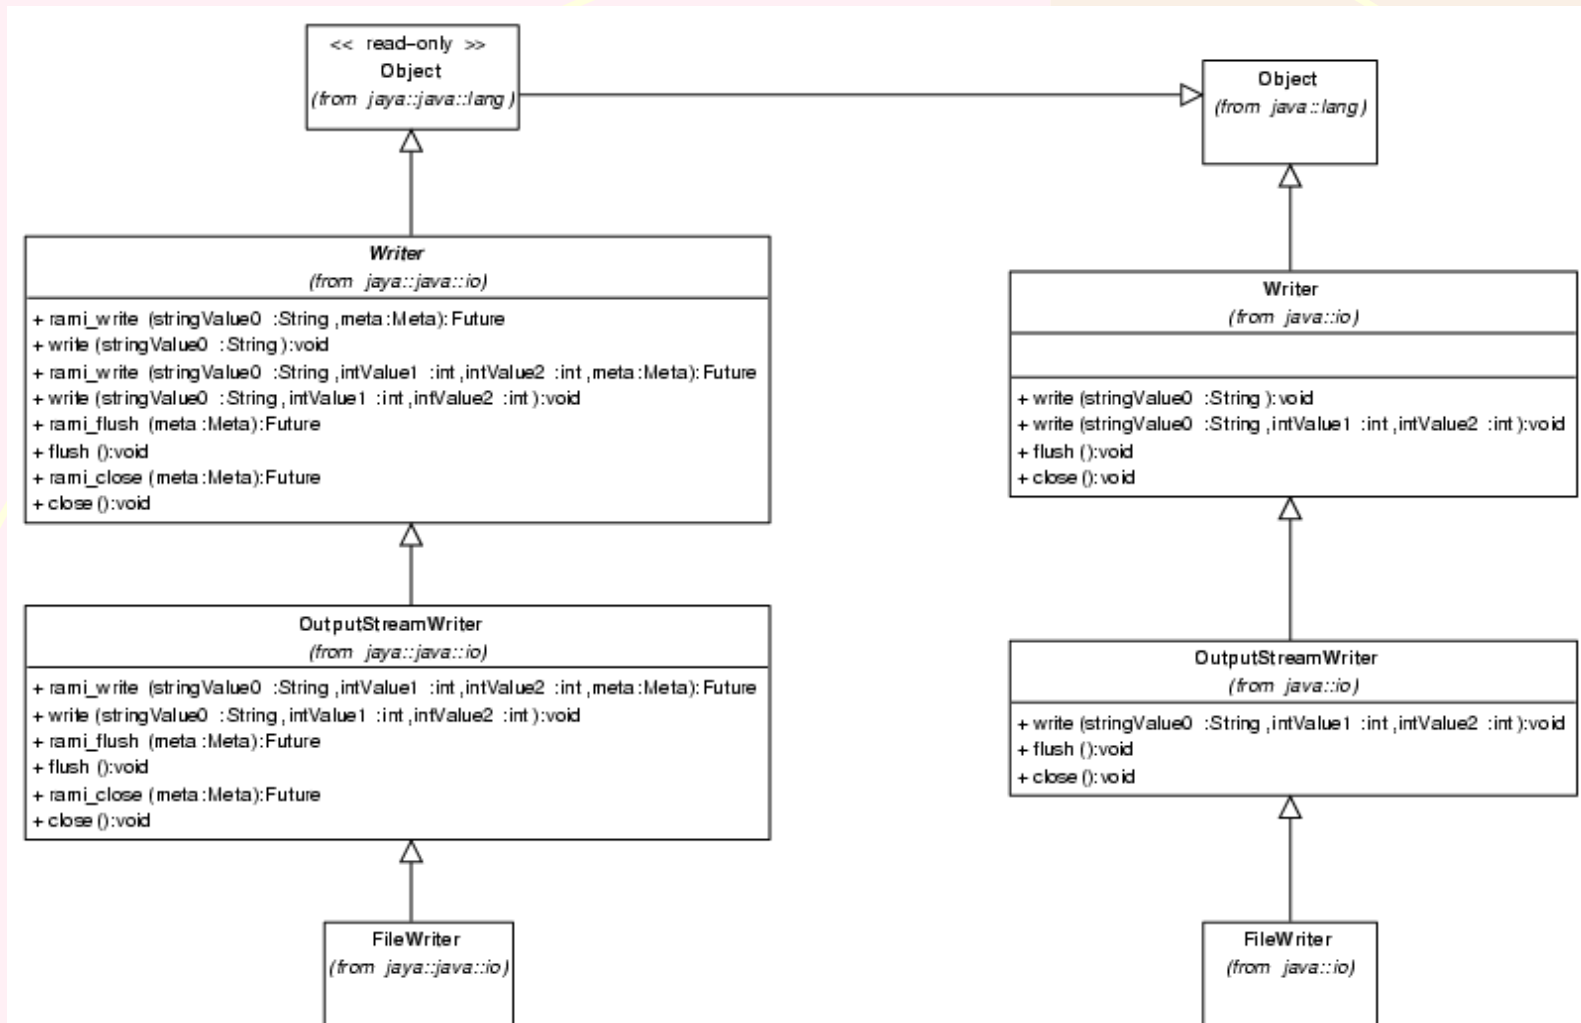 << read-only >>
Object
(from jaya::java::lang)
Object
(from java::lang)
Writer
(from jaya::java::io)
+ rami_write (stringValue0 :String ,meta:Meta):Future
+ write (stringValue0 :String ):void
+ rami_write (stringValue0 :String ,intValue1 :int ,intValue2 :int ,meta:Meta):Future
+ write (stringValue0 :String ,intValue1 :int ,intValue2 :int ):void
+ rami_flush (meta:Meta):Future
+ flush ():void
+ rami_close (meta:Meta):Future
+ close ():void
Writer
(from java::io)
+ write (stringValue0 :String ):void
+ write (stringValue0 :String ,intValue1 :int ,intValue2 :int ):void
+ flush ():void
+ close ():void
OutputStreamWriter
(from jaya::java::io)
+ rami_write (stringValue0 :String ,intValue1 :int ,intValue2 :int ,meta:Meta):Future
+ write (stringValue0 :String ,intValue1 :int ,intValue2 :int ):void
+ rami_flush (meta:Meta):Future
+ flush ():void
+ rami_close (meta:Meta):Future
+ close ():void
OutputStreamWriter
(from java::io)
+ write (stringValue0 :String ,intValue1 :int ,intValue2 :int ):void
+ flush ():void
+ close ():void
FileWriter
(from jaya::java::io)
FileWriter
(from java::io)